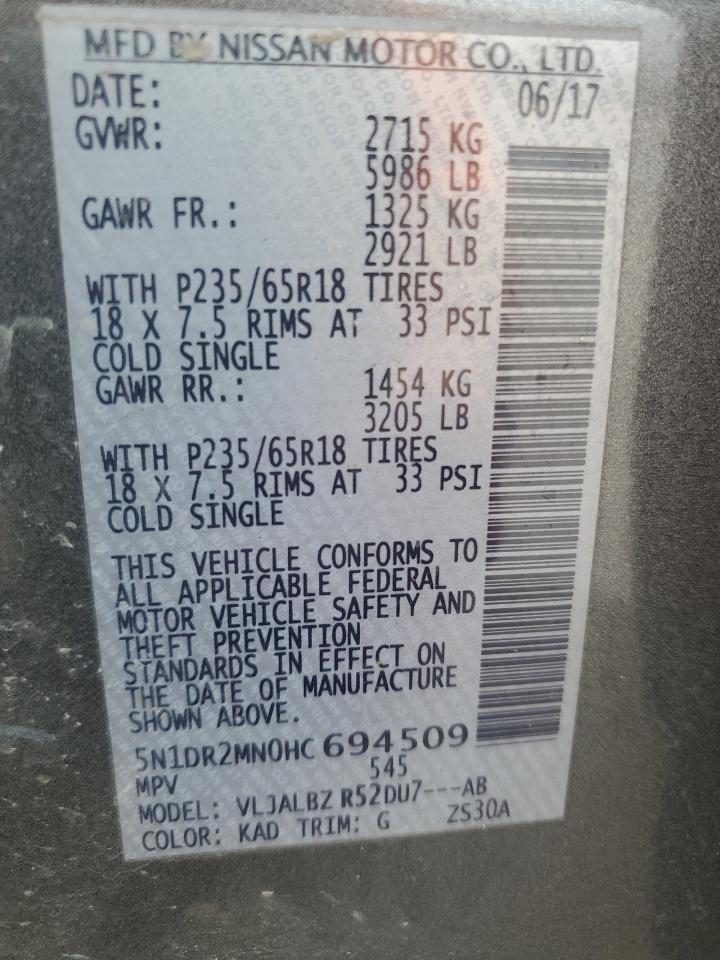 MFD BY NISSAN MOTOR CO., LTD.
DATE: 06/17
GVWR: 2715 KG
5986 LB
GAWR FR.: 1325 KG
2921 LB
WITH P235/65R18 TIRES
18 X 7.5 RIMS AT 33 PSI
COLD SINGLE
GAWR RR.: 1454 KG
3205 LB
WITH P235/65R18 TIRES
18 X 7.5 RIMS AT 33 PSI
COLD SINGLE
THIS VEHICLE CONFORMS TO
ALL APPLICABLE FEDERAL
MOTOR VEHICLE SAFETY AND
THEFT PREVENTION
STANDARDS IN EFFECT ON
THE DATE OF MANUFACTURE
SHOWN ABOVE.
5N1DR2MN0HC 694509
MPV 545
MODEL: VLJALBZ R52DU7---AB
COLOR: KAD TRIM: G ZS30A